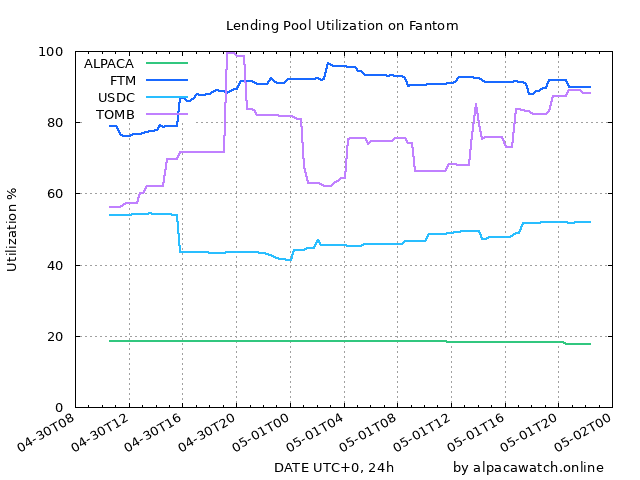 Lending Pool Utilization on Fantom
100
80
60
40
20
0
Utilization %
ALPACA
FTM
USDC
TOMB
04-30T08
04-30T12
04-30T16
04-30T20
05-01T00
05-01T04
05-01T08
05-01T12
05-01T16
05-01T20
05-02T00
DATE UTC+0, 24h
by alpacawatch.online